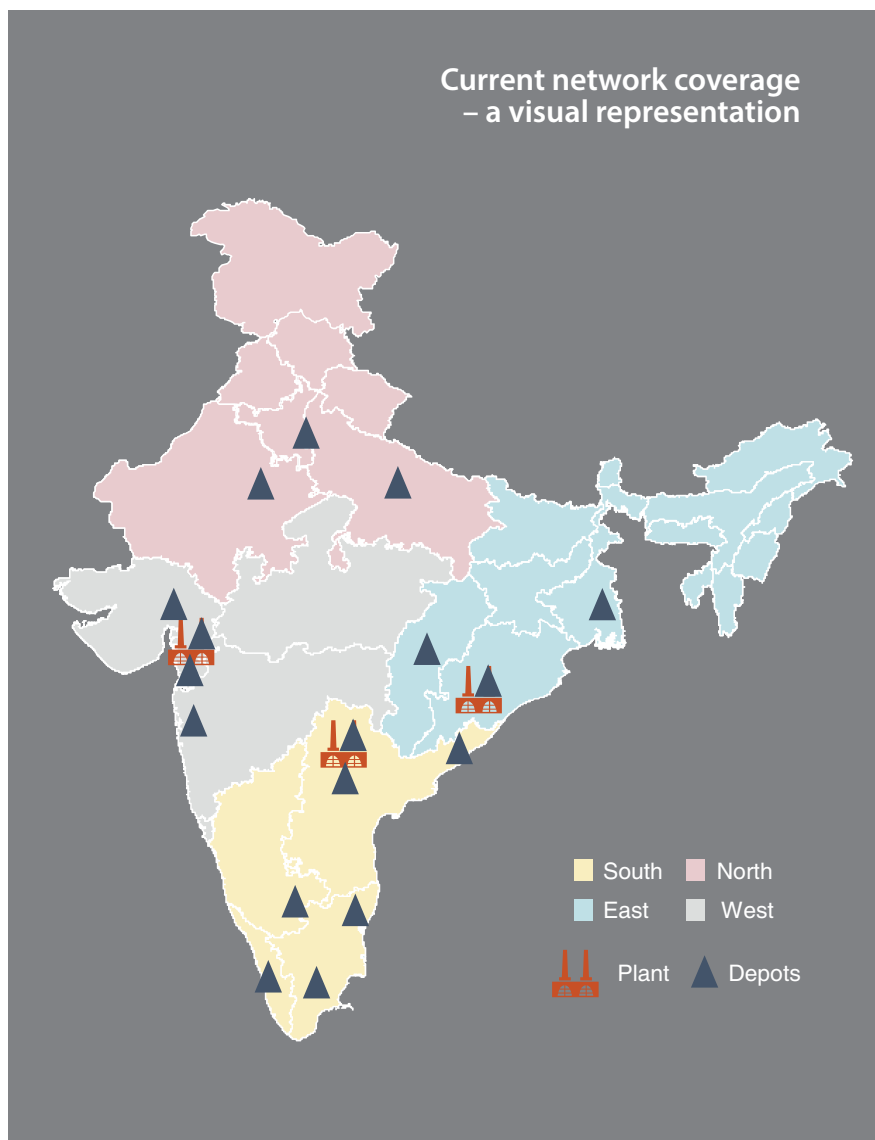 Current network coverage
– a visual representation
South North
East West
Plant Depots